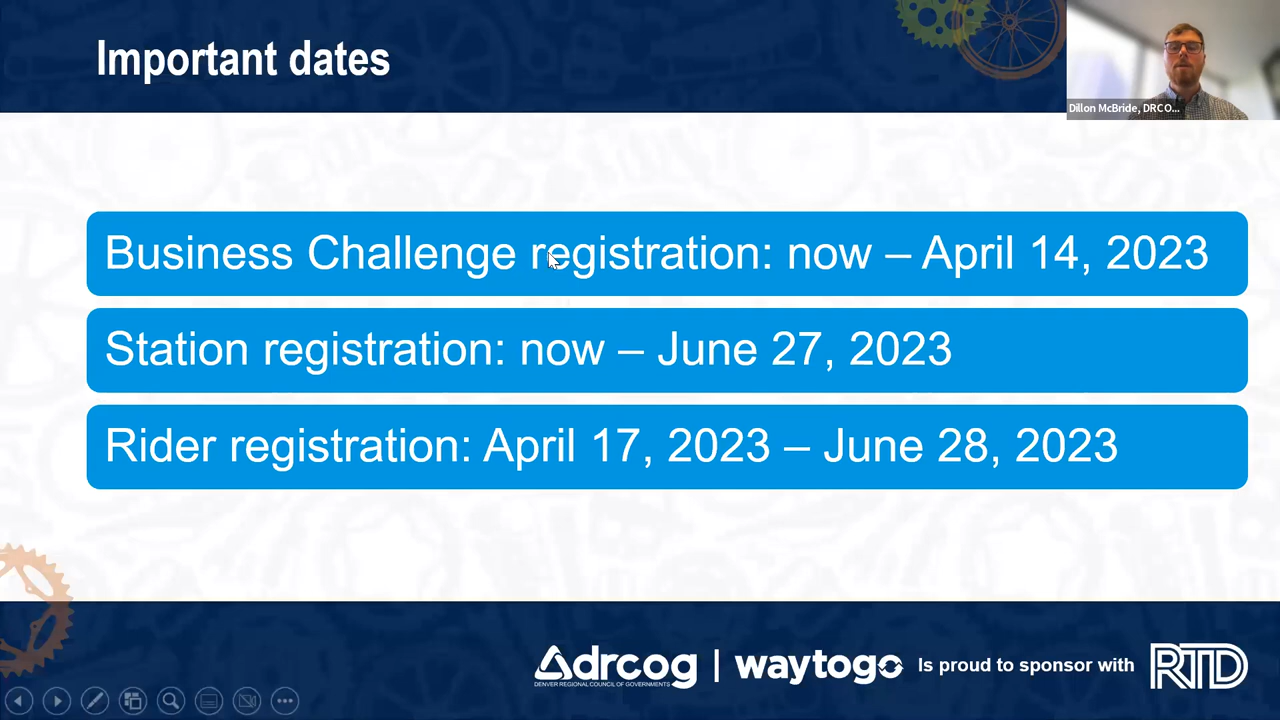 Important dates
Dillon McBride, DRCO...
Business Challenge registration: now – April 14, 2023
Station registration: now – June 27, 2023
Rider registration: April 17, 2023 – June 28, 2023
drcog | waytogo Is proud to sponsor with RTD
DENVER REGIONAL COUNCIL OF GOVERNMENTS